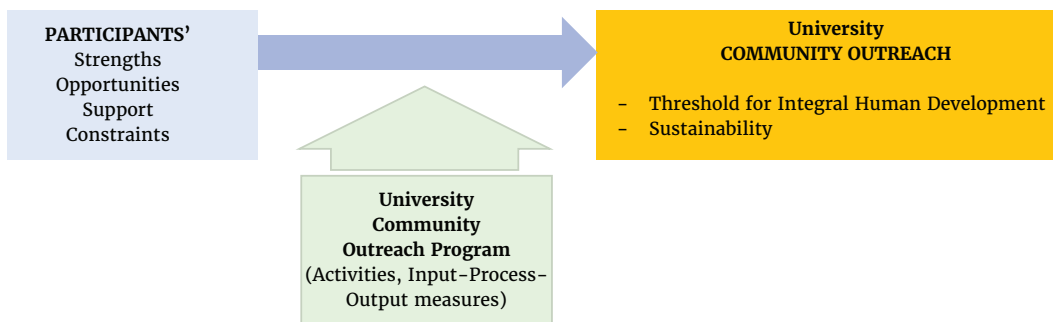 PARTICIPANTS’
Strengths
Opportunities
Support
Constraints
University
COMMUNITY OUTREACH
- Threshold for Integral Human Development
- Sustainability
University
Community
Outreach Program
(Activities, Input-Process-
Output measures)